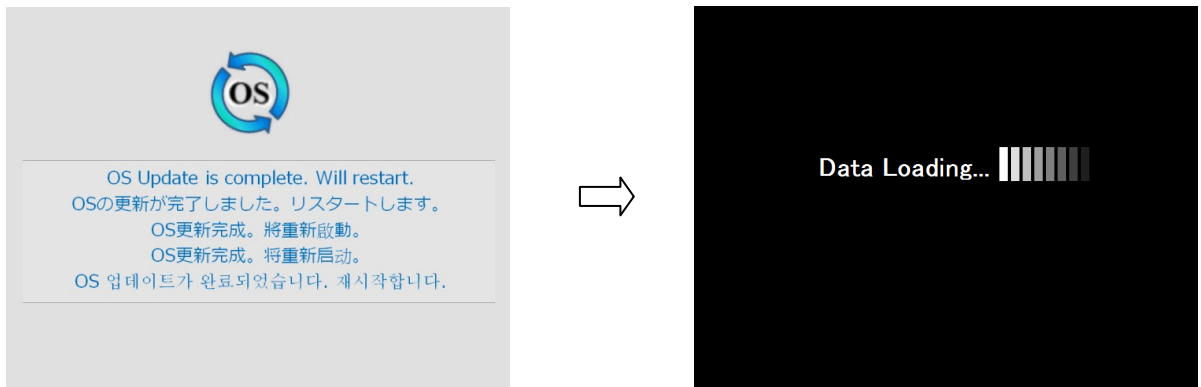 OS
OS Update is complete. Will restart.
OSの更新が完了しました。リスタートします。
OS更新完成。將重新啟動。
OS更新完成。将重新启动。
OS 업데이트가 완료되었습니다. 재시작합니다.
Data Loading...